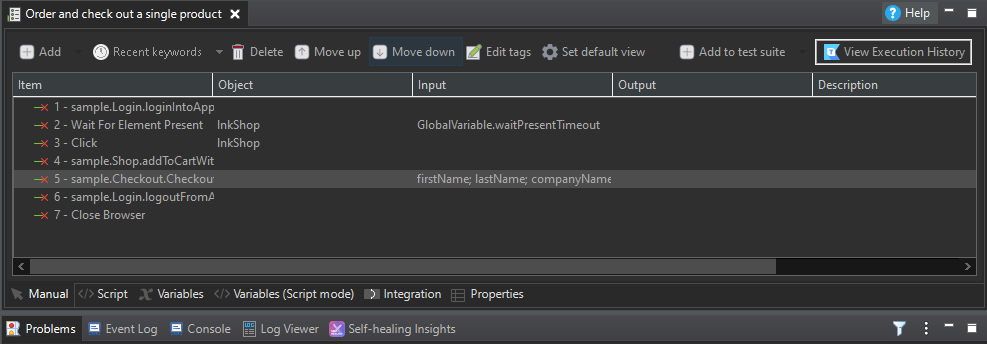 Order and check out a single product
Help
Add Recent keywords Delete Move up Move down Edit tags Set default view Add to test suite View Execution History
Item Object Input Output Description
1 - sample.Login.loginIntoApp
2 - Wait For Element Present lnkShop GlobalVariable.waitPresentTimeout
3 - Click lnkShop
4 - sample.Shop.addToCartWit
5 - sample.Checkout.Checkout firstName; lastName; companyName
6 - sample.Login.logoutFromA
7 - Close Browser
Manual </> Script Variables </> Variables (Script mode) Integration Properties
Problems Event Log Console Log Viewer Self-healing Insights